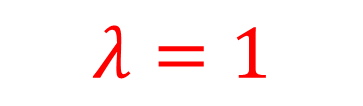 λ = 1